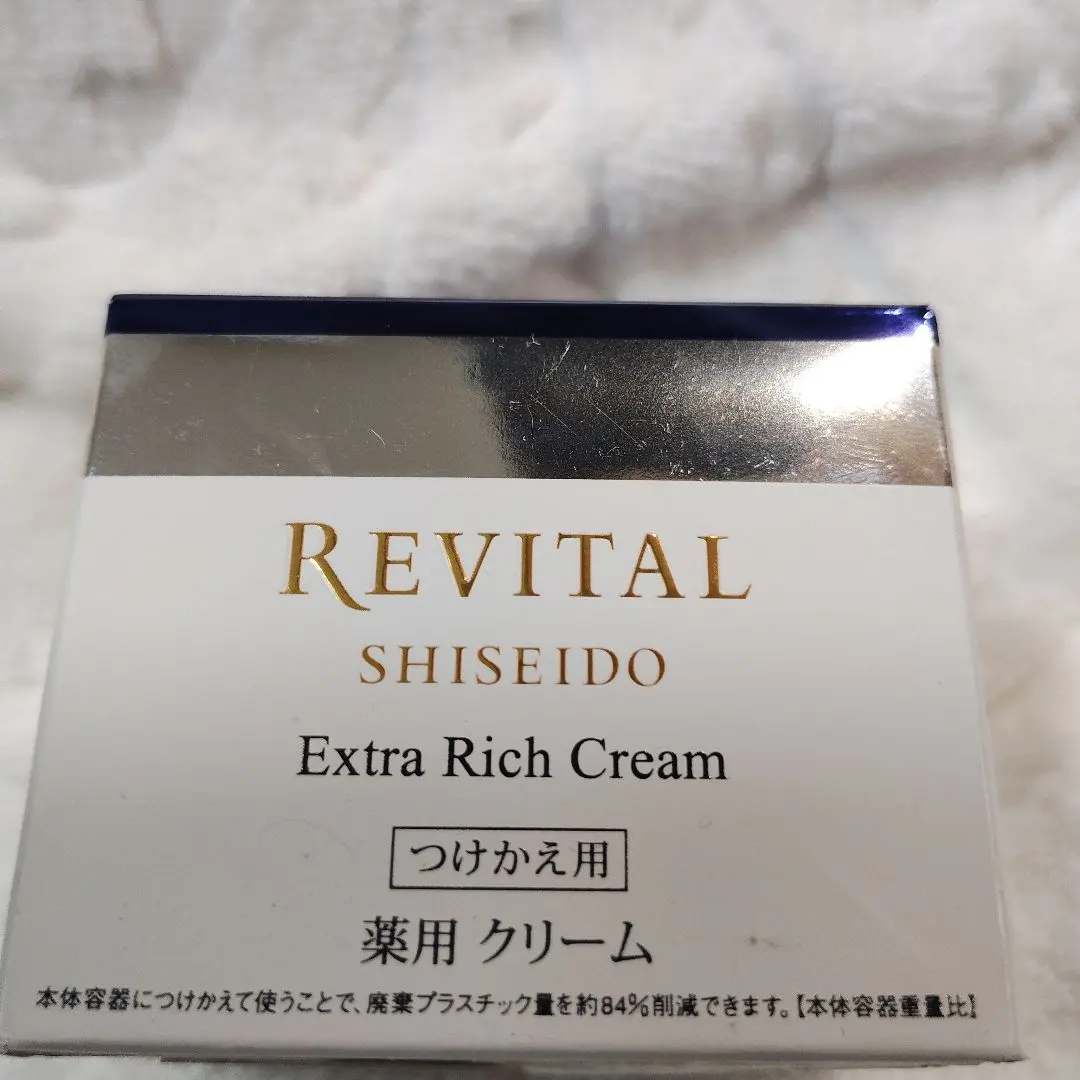 REVITAL
SHISEIDO
Extra Rich Cream
つけかえ用
薬用 クリーム
本体容器につけかえて使うことで、廃棄プラスチック量を約84%削減できます。【本体容器重量比】